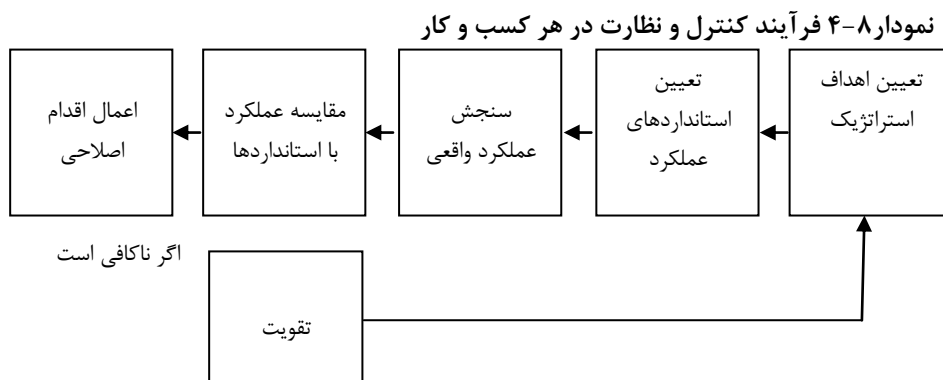 نمودار۸-۴ فرآیند کنترل و نظارت در هر کسب و کار
تعیین اهداف
استراتژیک
تعیین
استانداردهای
عملکرد
سنجش
عملکرد واقعی
مقایسه عملکرد
با استانداردها
اعمال اقدام
اصلاحی
اگر ناکافی است
تقویت